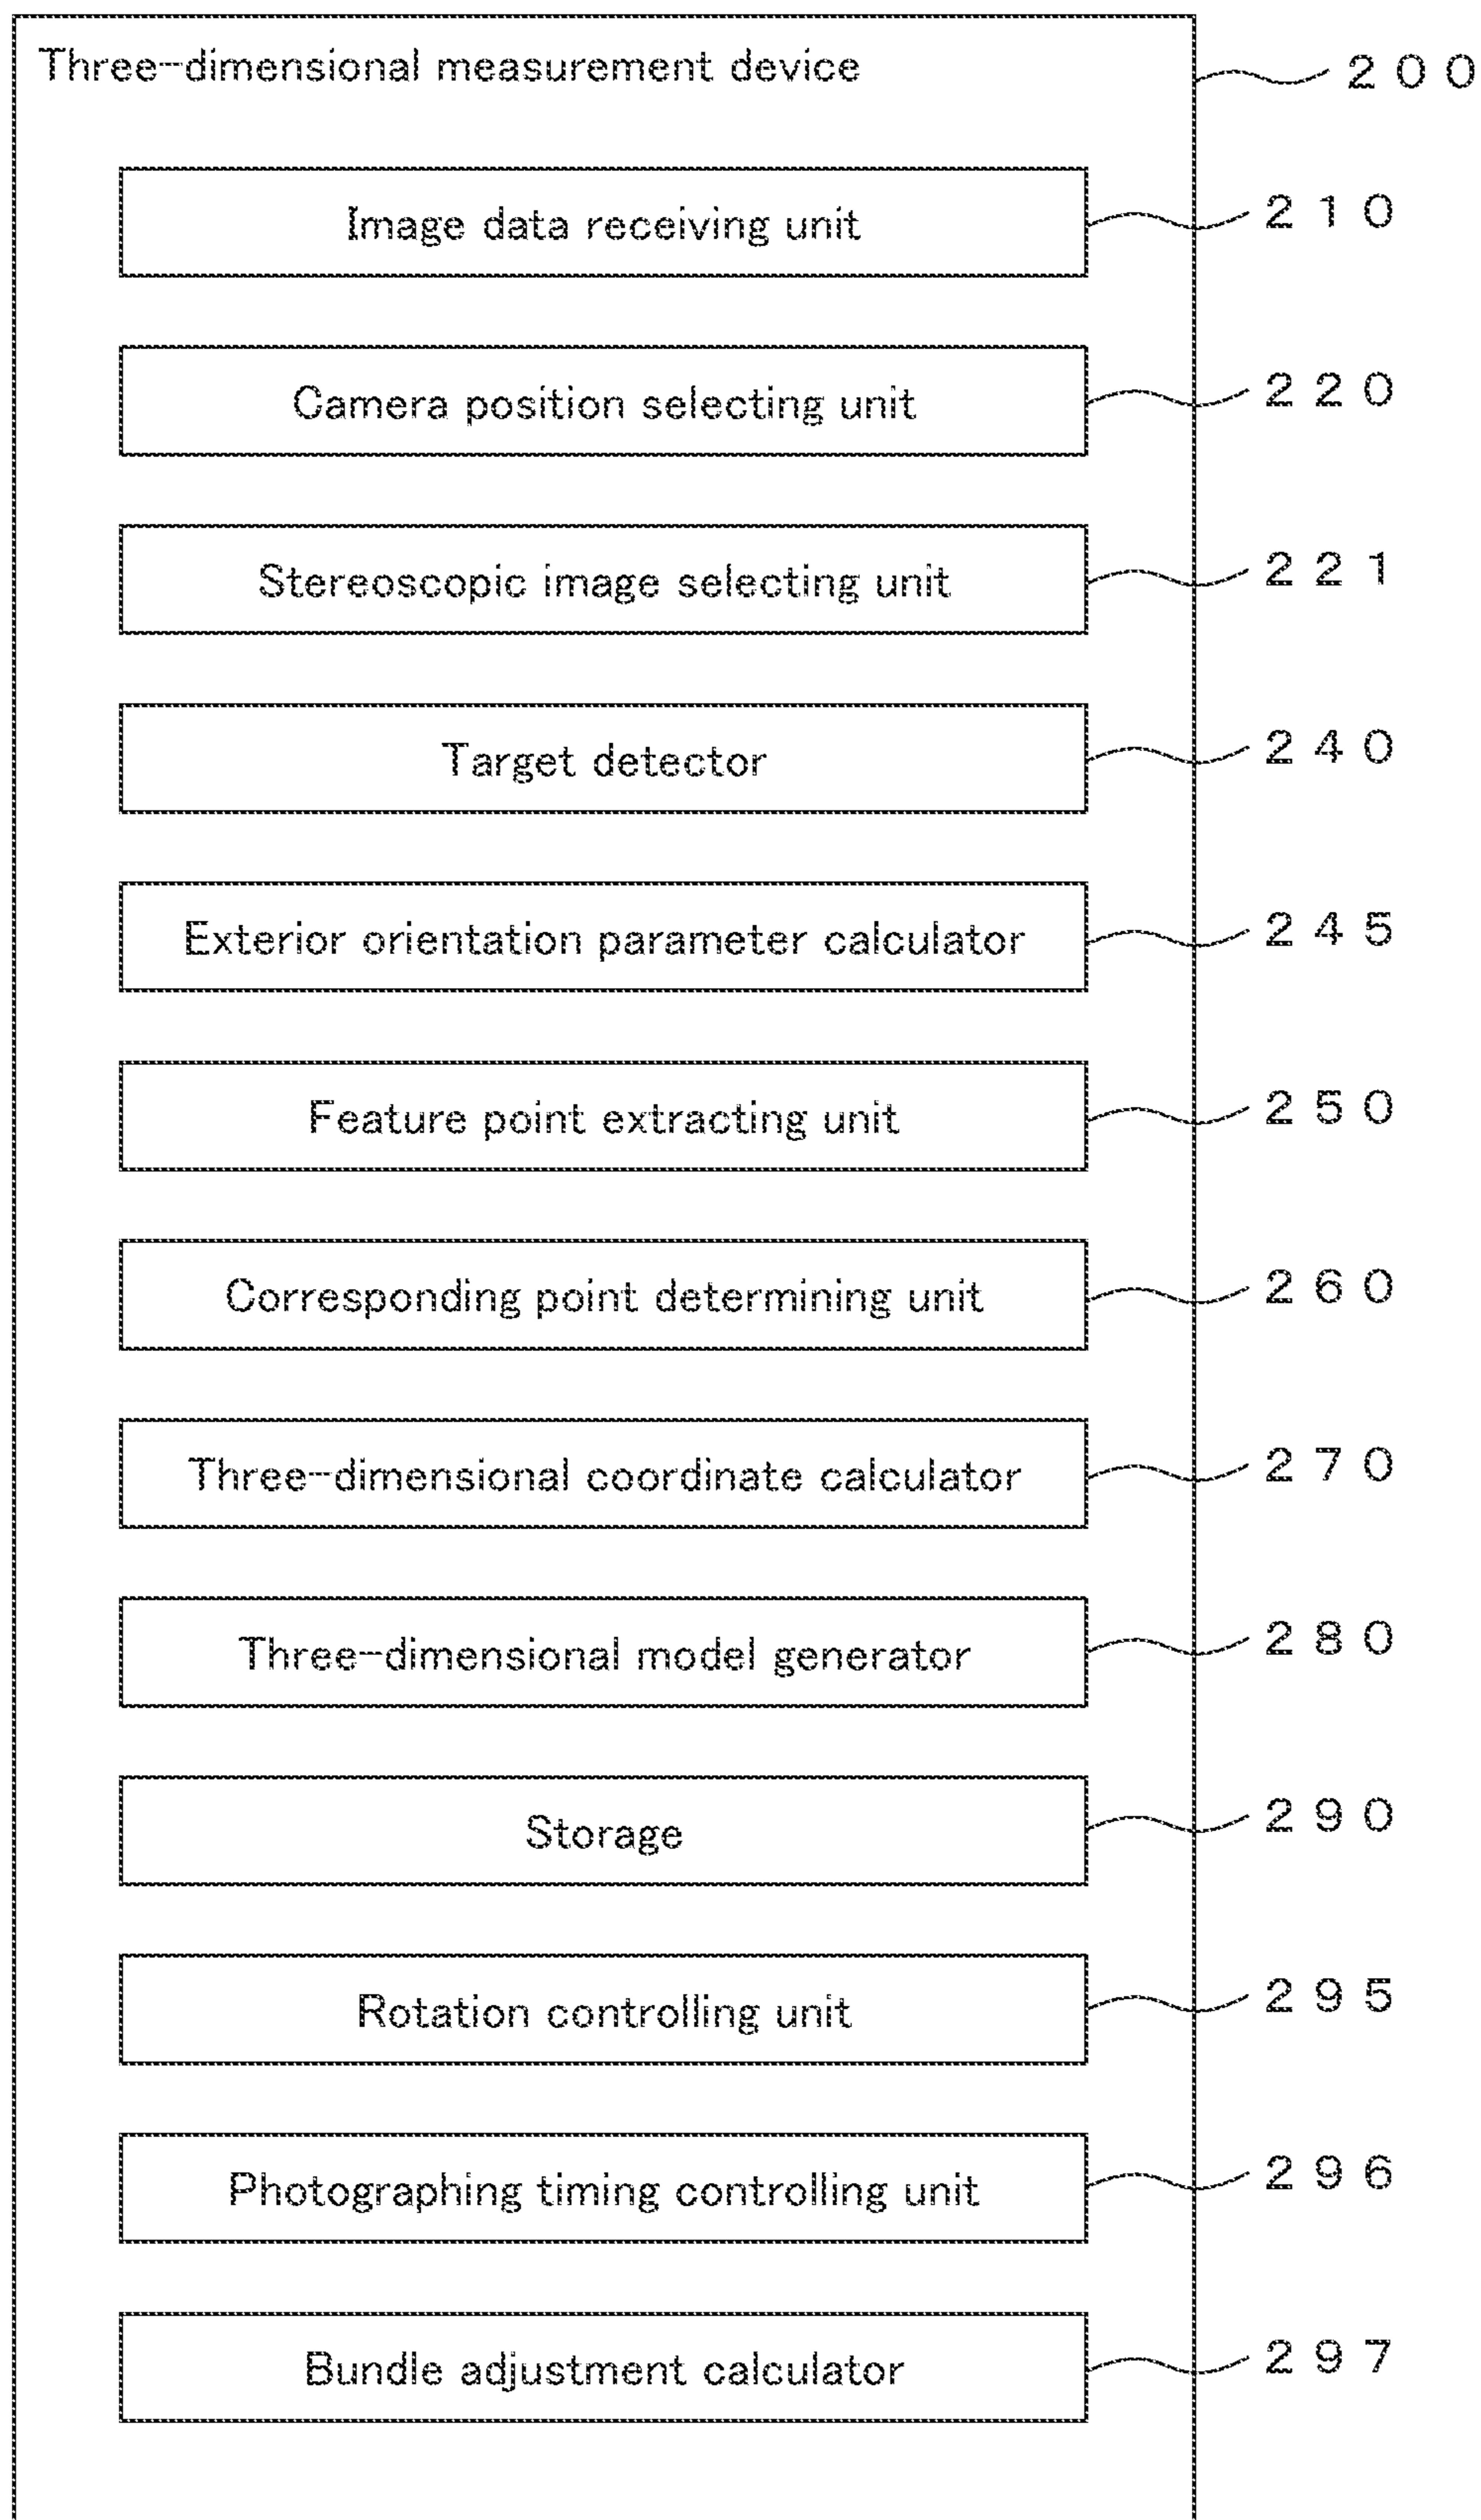 Three-dimensional measurement device 200
Image data receiving unit 210
Camera position selecting unit 220
Stereoscopic image selecting unit 221
Target detector 240
Exterior orientation parameter calculator 245
Feature point extracting unit 250
Corresponding point determining unit 260
Three-dimensional coordinate calculator 270
Three-dimensional model generator 280
Storage 290
Rotation controlling unit 295
Photographing timing controlling unit 296
Bundle adjustment calculator 297